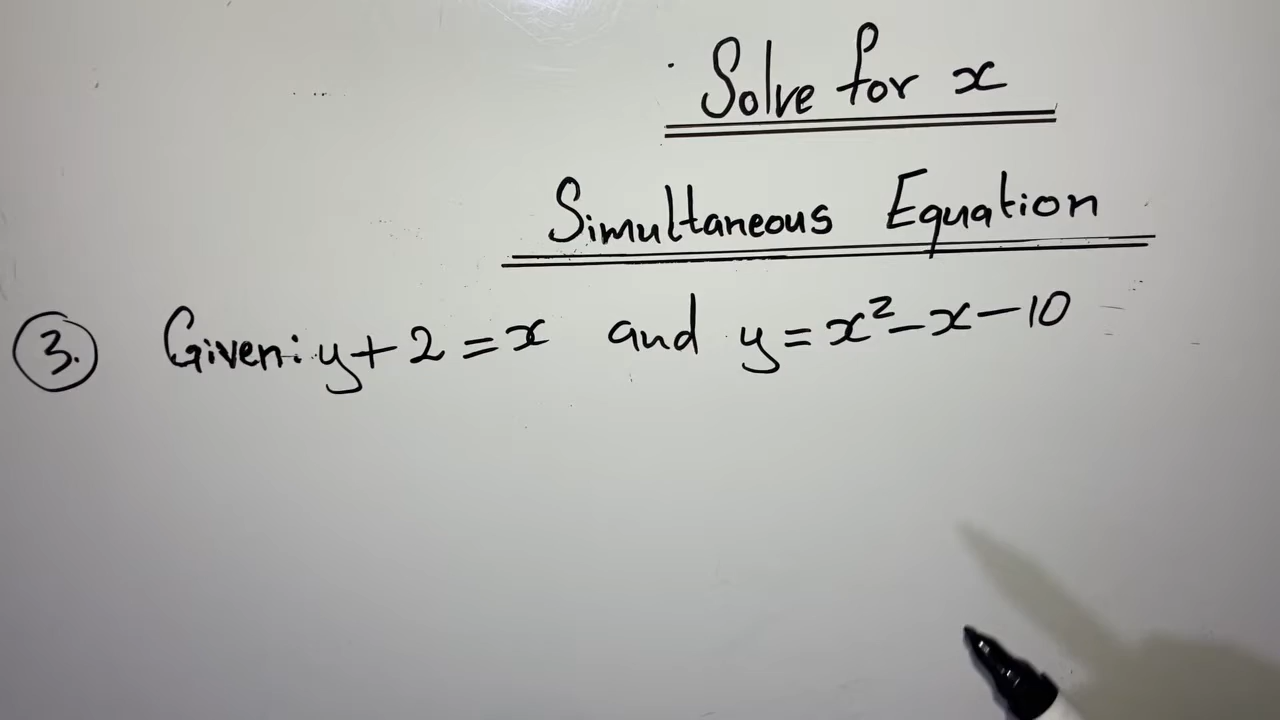 Solve for x
Simultaneous Equation
3. Given: y + 2 = x and y = x² - x - 10